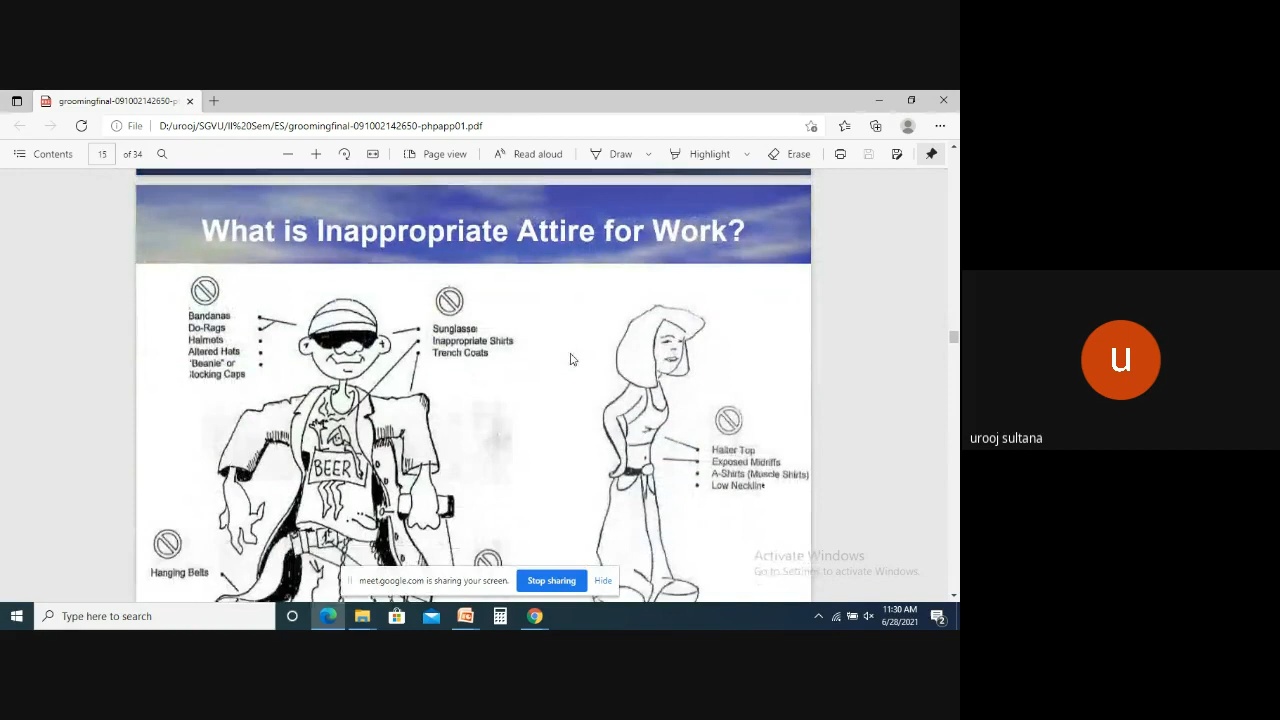 groomingfinal-091002142650-p
File
D:/urooj/SGVU/II%20Sem/ES/groomingfinal-091002142650-phpapp01.pdf
Contents
15
of 34
Page view
Read aloud
Draw
Highlight
Erase
What is Inappropriate Attire for Work?
Bandanas
Do-Rags
Helmets
Altered Hats
"Beanie" or
Stocking Caps
Sunglasses
Inappropriate Shirts
Trench Coats
BEER
Halter Top
Exposed Midriffs
A-Shirts (Muscle Shirts)
Low Neckline
Hanging Belts
Activate Windows
Go to Settings to activate Windows.
meet.google.com is sharing your screen.
Stop sharing
Hide
Type here to search
11:30 AM
6/28/2021
2
u
urooj sultana